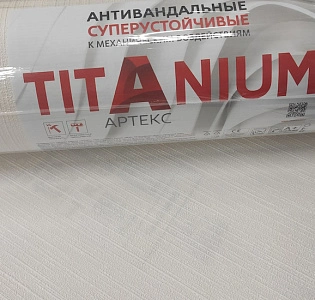 АНТИВАНДАЛЬНЫЕ
СУПЕРУСТОЙЧИВЫЕ
К МЕХАНИЧЕСКИМ ВОЗДЕЙСТВИЯМ
TITANIUM
АРТЕКС